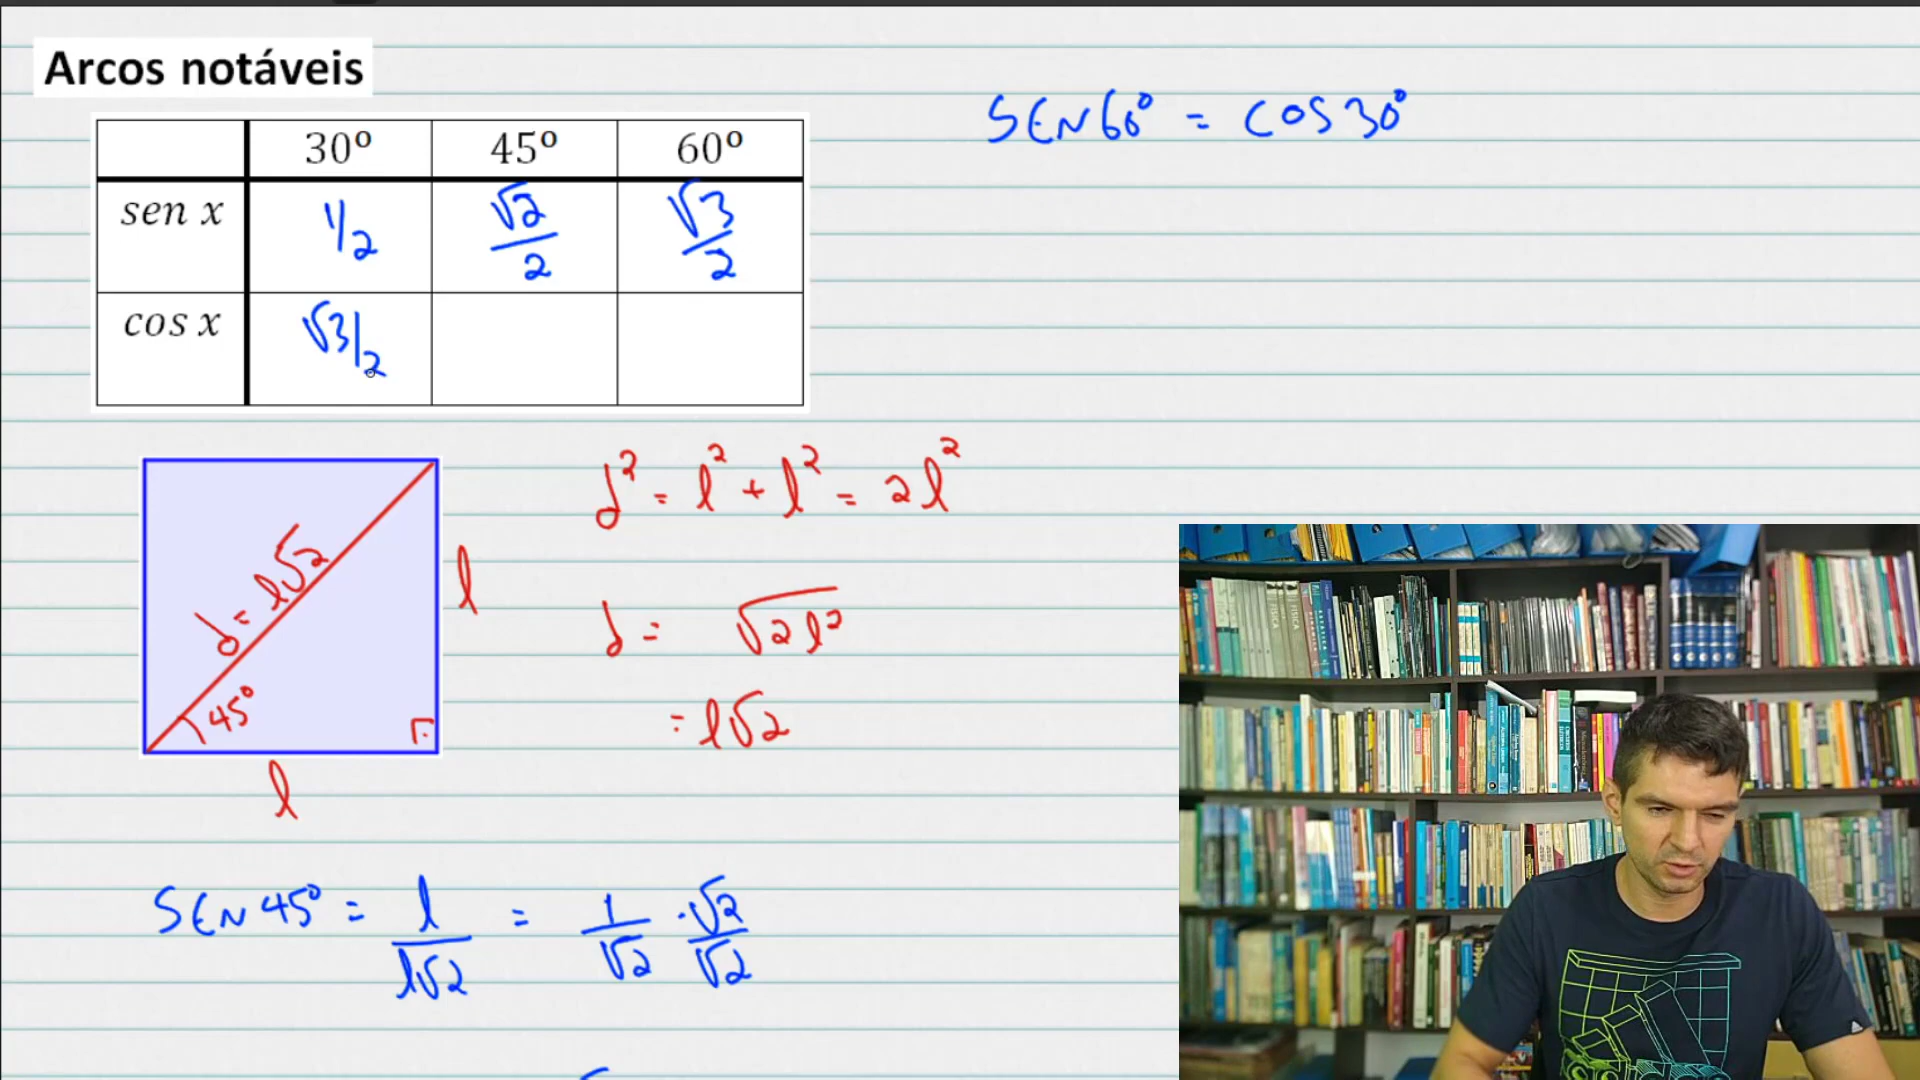 Arcos notáveis
SEN 60° = COS 30°
30º 45º 60º
sen x 1/2 √2/2 √3/2
cos x √3/2
d² = l² + l² = 2l²
d = l√2
l
d = √2l²
45°
= l√2
l
SEN 45° = l/l√2 = 1/√2 · √2/√2